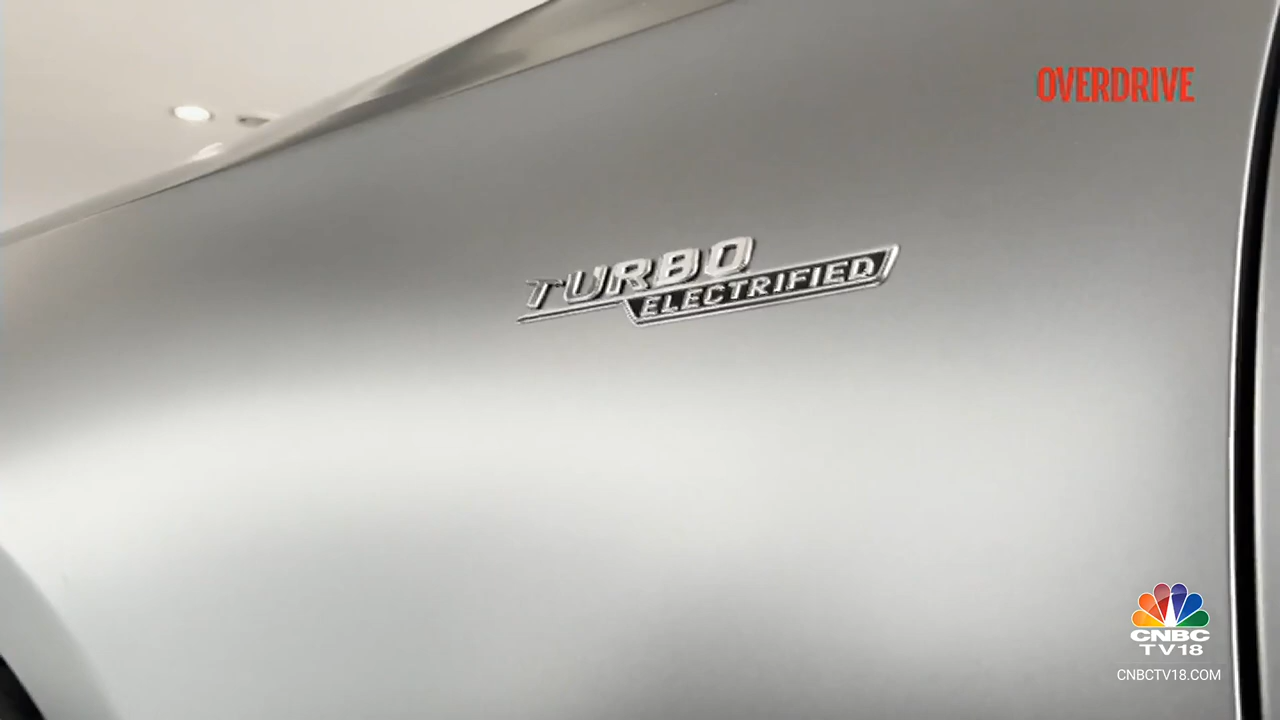 OVERDRIVE
TURBO
ELECTRIFIED
CNBC
TV18
CNBCTV18.COM